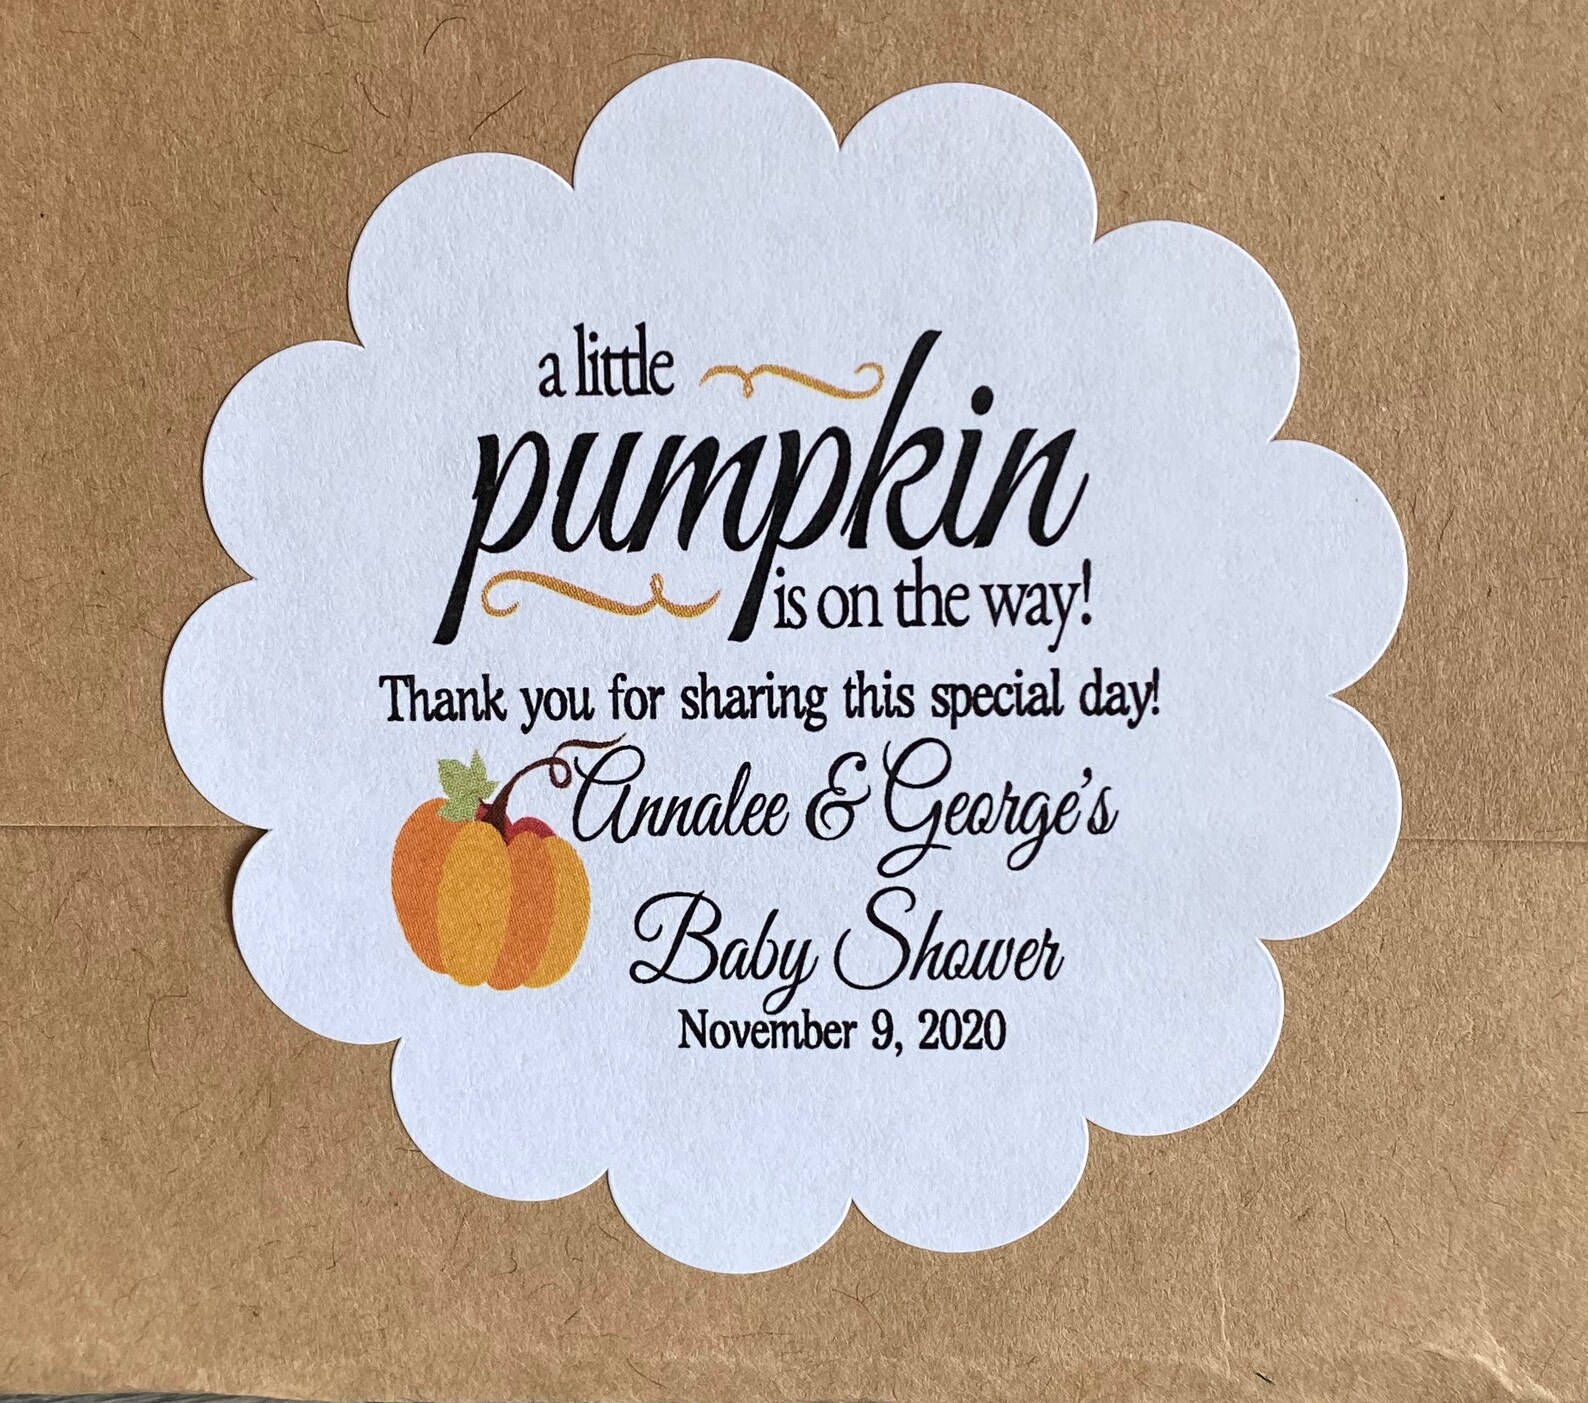 a little
pumpkin
is on the way!
Thank you for sharing this special day!
Annalee & George's
Baby Shower
November 9, 2020